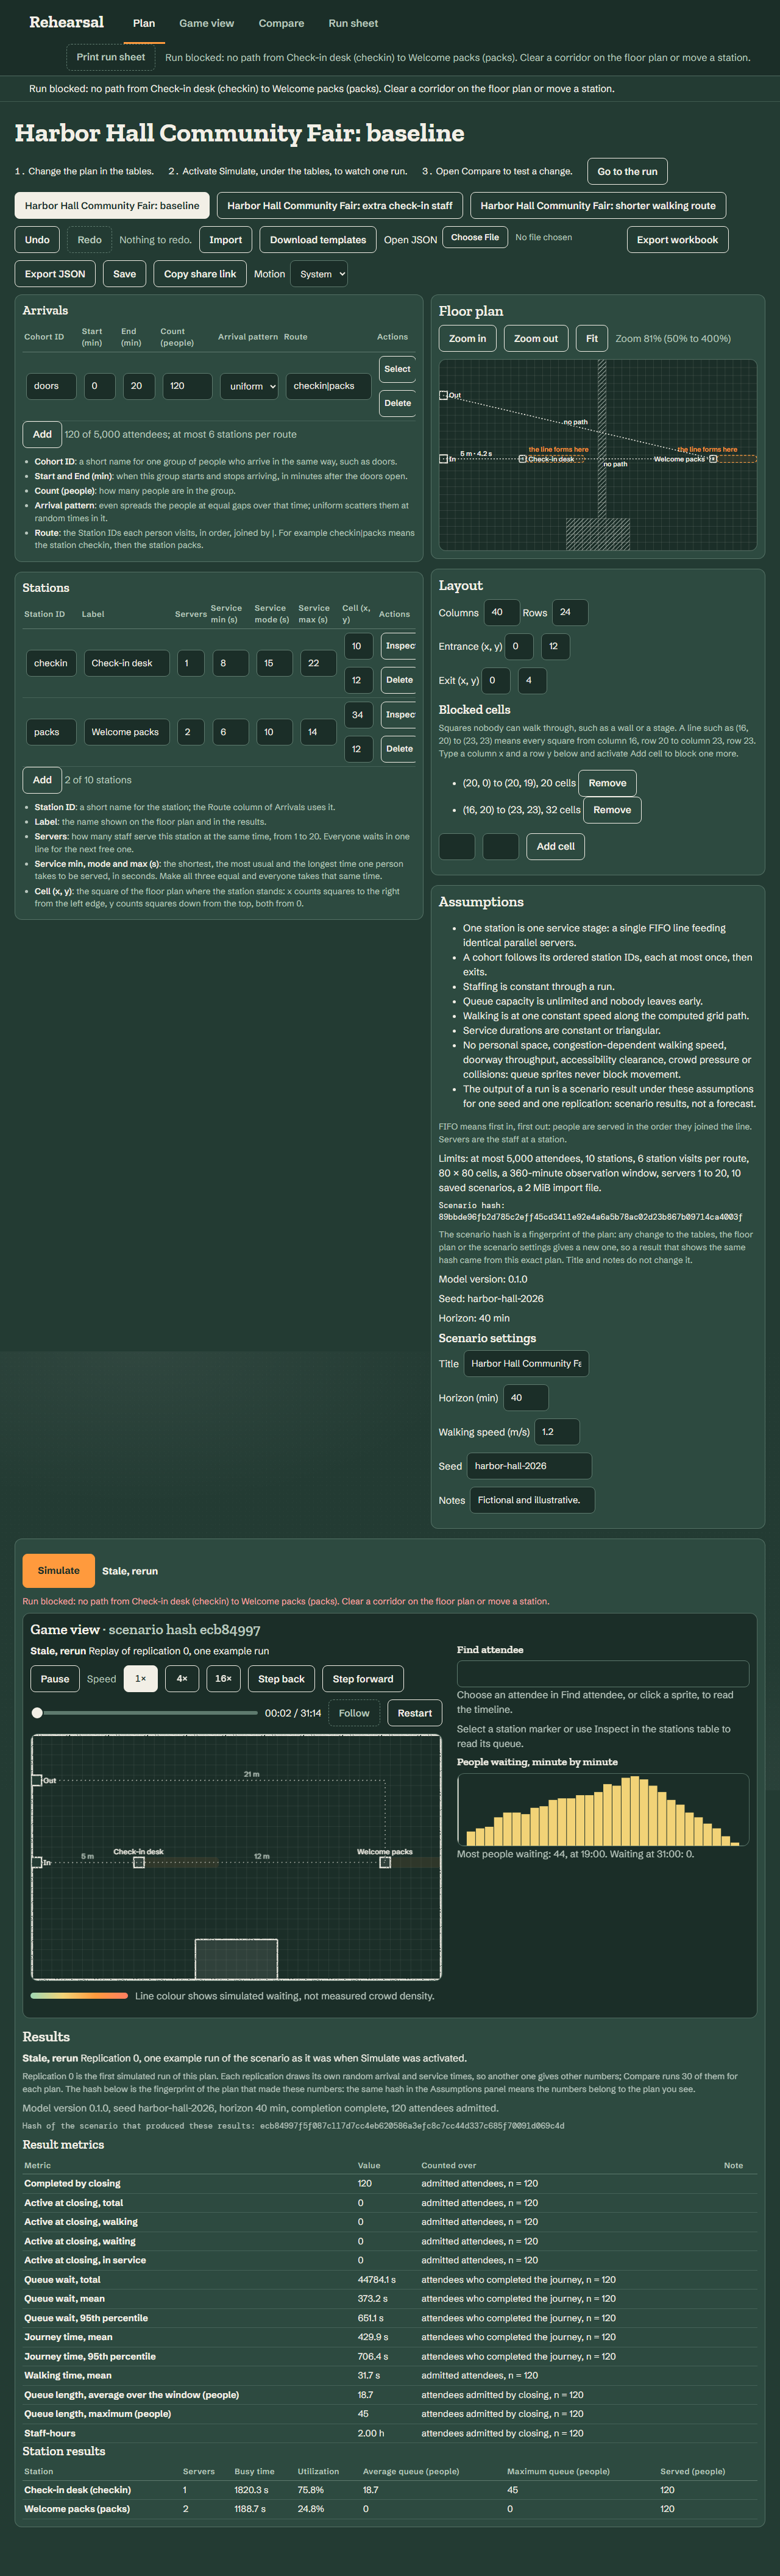 Rehearsal
Plan
Game view
Compare
Run sheet
Print run sheet
Run blocked: no path from Check-in desk (checkin) to Welcome packs (packs). Clear a corridor on the floor plan or move a station.
Run blocked: no path from Check-in desk (checkin) to Welcome packs (packs). Clear a corridor on the floor plan or move a station.
Harbor Hall Community Fair: baseline
1. Change the plan in the tables.
2. Activate Simulate, under the tables, to watch one run.
3. Open Compare to test a change.
Go to the run
Harbor Hall Community Fair: baseline
Harbor Hall Community Fair: extra check-in staff
Harbor Hall Community Fair: shorter walking route
Undo
Redo
Nothing to redo.
Import
Download templates
Open JSON
Choose File
No file chosen
Export workbook
Export JSON
Save
Copy share link
Motion
System
Arrivals
Cohort ID
Start (min)
End (min)
Count (people)
Arrival pattern
Route
Actions
doors
0
20
120
uniform
checkin|packs
Select
Delete
Add
120 of 5,000 attendees; at most 6 stations per route
Cohort ID: a short name for one group of people who arrive in the same way, such as doors.
Start and End (min): when this group starts and stops arriving, in minutes after the doors open.
Count (people): how many people are in the group.
Arrival pattern: even spreads the people at equal gaps over that time; uniform scatters them at
random times in it.
Route: the Station IDs each person visits, in order, joined by |. For example checkin|packs means
the station checkin, then the station packs.
Stations
Station ID
Label
Servers
Service min (s)
Service mode (s)
Service max (s)
Cell (x, y)
Actions
checkin
Check-in desk
1
8
15
22
10
12
Inspec
Delete
packs
Welcome packs
2
6
10
14
34
12
Inspec
Delete
Add
2 of 10 stations
Station ID: a short name for the station; the Route column of Arrivals uses it.
Label: the name shown on the floor plan and in the results.
Servers: how many staff serve this station at the same time, from 1 to 20. Everyone waits in one
line for the next free one.
Service min, mode and max (s): the shortest, the most usual and the longest time one person
takes to be served, in seconds. Make all three equal and everyone takes that same time.
Cell (x, y): the square of the floor plan where the station stands: x counts squares to the right
from the left edge, y counts squares down from the top, both from 0.
Floor plan
Zoom in
Zoom out
Fit
Zoom 81% (50% to 400%)
Out
no path
the line forms here
the line forms here
In
5 m · 4.2 s
Check-in desk
no path
Welcome packs
Layout
Columns
40
Rows
24
Entrance (x, y)
0
12
Exit (x, y)
0
4
Blocked cells
Squares nobody can walk through, such as a wall or a stage. A line such as (16,
20) to (23, 23) means every square from column 16, row 20 to column 23, row 23.
Type a column x and a row y below and activate Add cell to block one more.
(20, 0) to (20, 19), 20 cells
Remove
(16, 20) to (23, 23), 32 cells
Remove
Add cell
Assumptions
One station is one service stage: a single FIFO line feeding
identical parallel servers.
A cohort follows its ordered station IDs, each at most once, then
exits.
Staffing is constant through a run.
Queue capacity is unlimited and nobody leaves early.
Walking is at one constant speed along the computed grid path.
Service durations are constant or triangular.
No personal space, congestion-dependent walking speed,
doorway throughput, accessibility clearance, crowd pressure or
collisions: queue sprites never block movement.
The output of a run is a scenario result under these assumptions
for one seed and one replication: scenario results, not a forecast.
FIFO means first in, first out: people are served in the order they joined the line.
Servers are the staff at a station.
Limits: at most 5,000 attendees, 10 stations, 6 station visits per route,
80 × 80 cells, a 360-minute observation window, servers 1 to 20, 10
saved scenarios, a 2 MiB import file.
Scenario hash:
89bbde96fb2d785c2eff45cd3411e92e4a6a5b78ac02d23b867b09714ca4003f
The scenario hash is a fingerprint of the plan: any change to the tables, the floor
plan or the scenario settings gives a new one, so a result that shows the same
hash came from this exact plan. Title and notes do not change it.
Model version: 0.1.0
Seed: harbor-hall-2026
Horizon: 40 min
Scenario settings
Title
Harbor Hall Community Fa
Horizon (min)
40
Walking speed (m/s)
1.2
Seed
harbor-hall-2026
Notes
Fictional and illustrative.
Simulate
Stale, rerun
Run blocked: no path from Check-in desk (checkin) to Welcome packs (packs). Clear a corridor on the floor plan or move a station.
Game view · scenario hash ecb84997
Stale, rerun Replay of replication 0, one example run
Pause
Speed
1×
4×
16×
Step back
Step forward
00:02 / 31:14
Follow
Restart
21 m
Out
5 m
Check-in desk
12 m
Welcome packs
In
Line colour shows simulated waiting, not measured crowd density.
Find attendee
Choose an attendee in Find attendee, or click a sprite, to read
the timeline.
Select a station marker or use Inspect in the stations table to
read its queue.
People waiting, minute by minute
Most people waiting: 44, at 19:00. Waiting at 31:00: 0.
Results
Stale, rerun Replication 0, one example run of the scenario as it was when Simulate was activated.
Replication 0 is the first simulated run of this plan. Each replication draws its own random arrival and service times, so another one gives other numbers; Compare runs 30 of them for
each plan. The hash below is the fingerprint of the plan that made these numbers: the same hash in the Assumptions panel means the numbers belong to the plan you see.
Model version 0.1.0, seed harbor-hall-2026, horizon 40 min, completion complete, 120 attendees admitted.
Hash of the scenario that produced these results: ecb84997f5f087c117d7cc4eb620586a3efc8c7cc44d337c685f70091d069c4d
Result metrics
Metric
Value
Counted over
Note
Completed by closing
120
admitted attendees, n = 120
Active at closing, total
0
admitted attendees, n = 120
Active at closing, walking
0
admitted attendees, n = 120
Active at closing, waiting
0
admitted attendees, n = 120
Active at closing, in service
0
admitted attendees, n = 120
Queue wait, total
44784.1 s
attendees who completed the journey, n = 120
Queue wait, mean
373.2 s
attendees who completed the journey, n = 120
Queue wait, 95th percentile
651.1 s
attendees who completed the journey, n = 120
Journey time, mean
429.9 s
attendees who completed the journey, n = 120
Journey time, 95th percentile
706.4 s
attendees who completed the journey, n = 120
Walking time, mean
31.7 s
admitted attendees, n = 120
Queue length, average over the window (people)
18.7
attendees admitted by closing, n = 120
Queue length, maximum (people)
45
attendees admitted by closing, n = 120
Staff-hours
2.00 h
attendees admitted by closing, n = 120
Station results
Station
Servers
Busy time
Utilization
Average queue (people)
Maximum queue (people)
Served (people)
Check-in desk (checkin)
1
1820.3 s
75.8%
18.7
45
120
Welcome packs (packs)
2
1188.7 s
24.8%
0
0
120